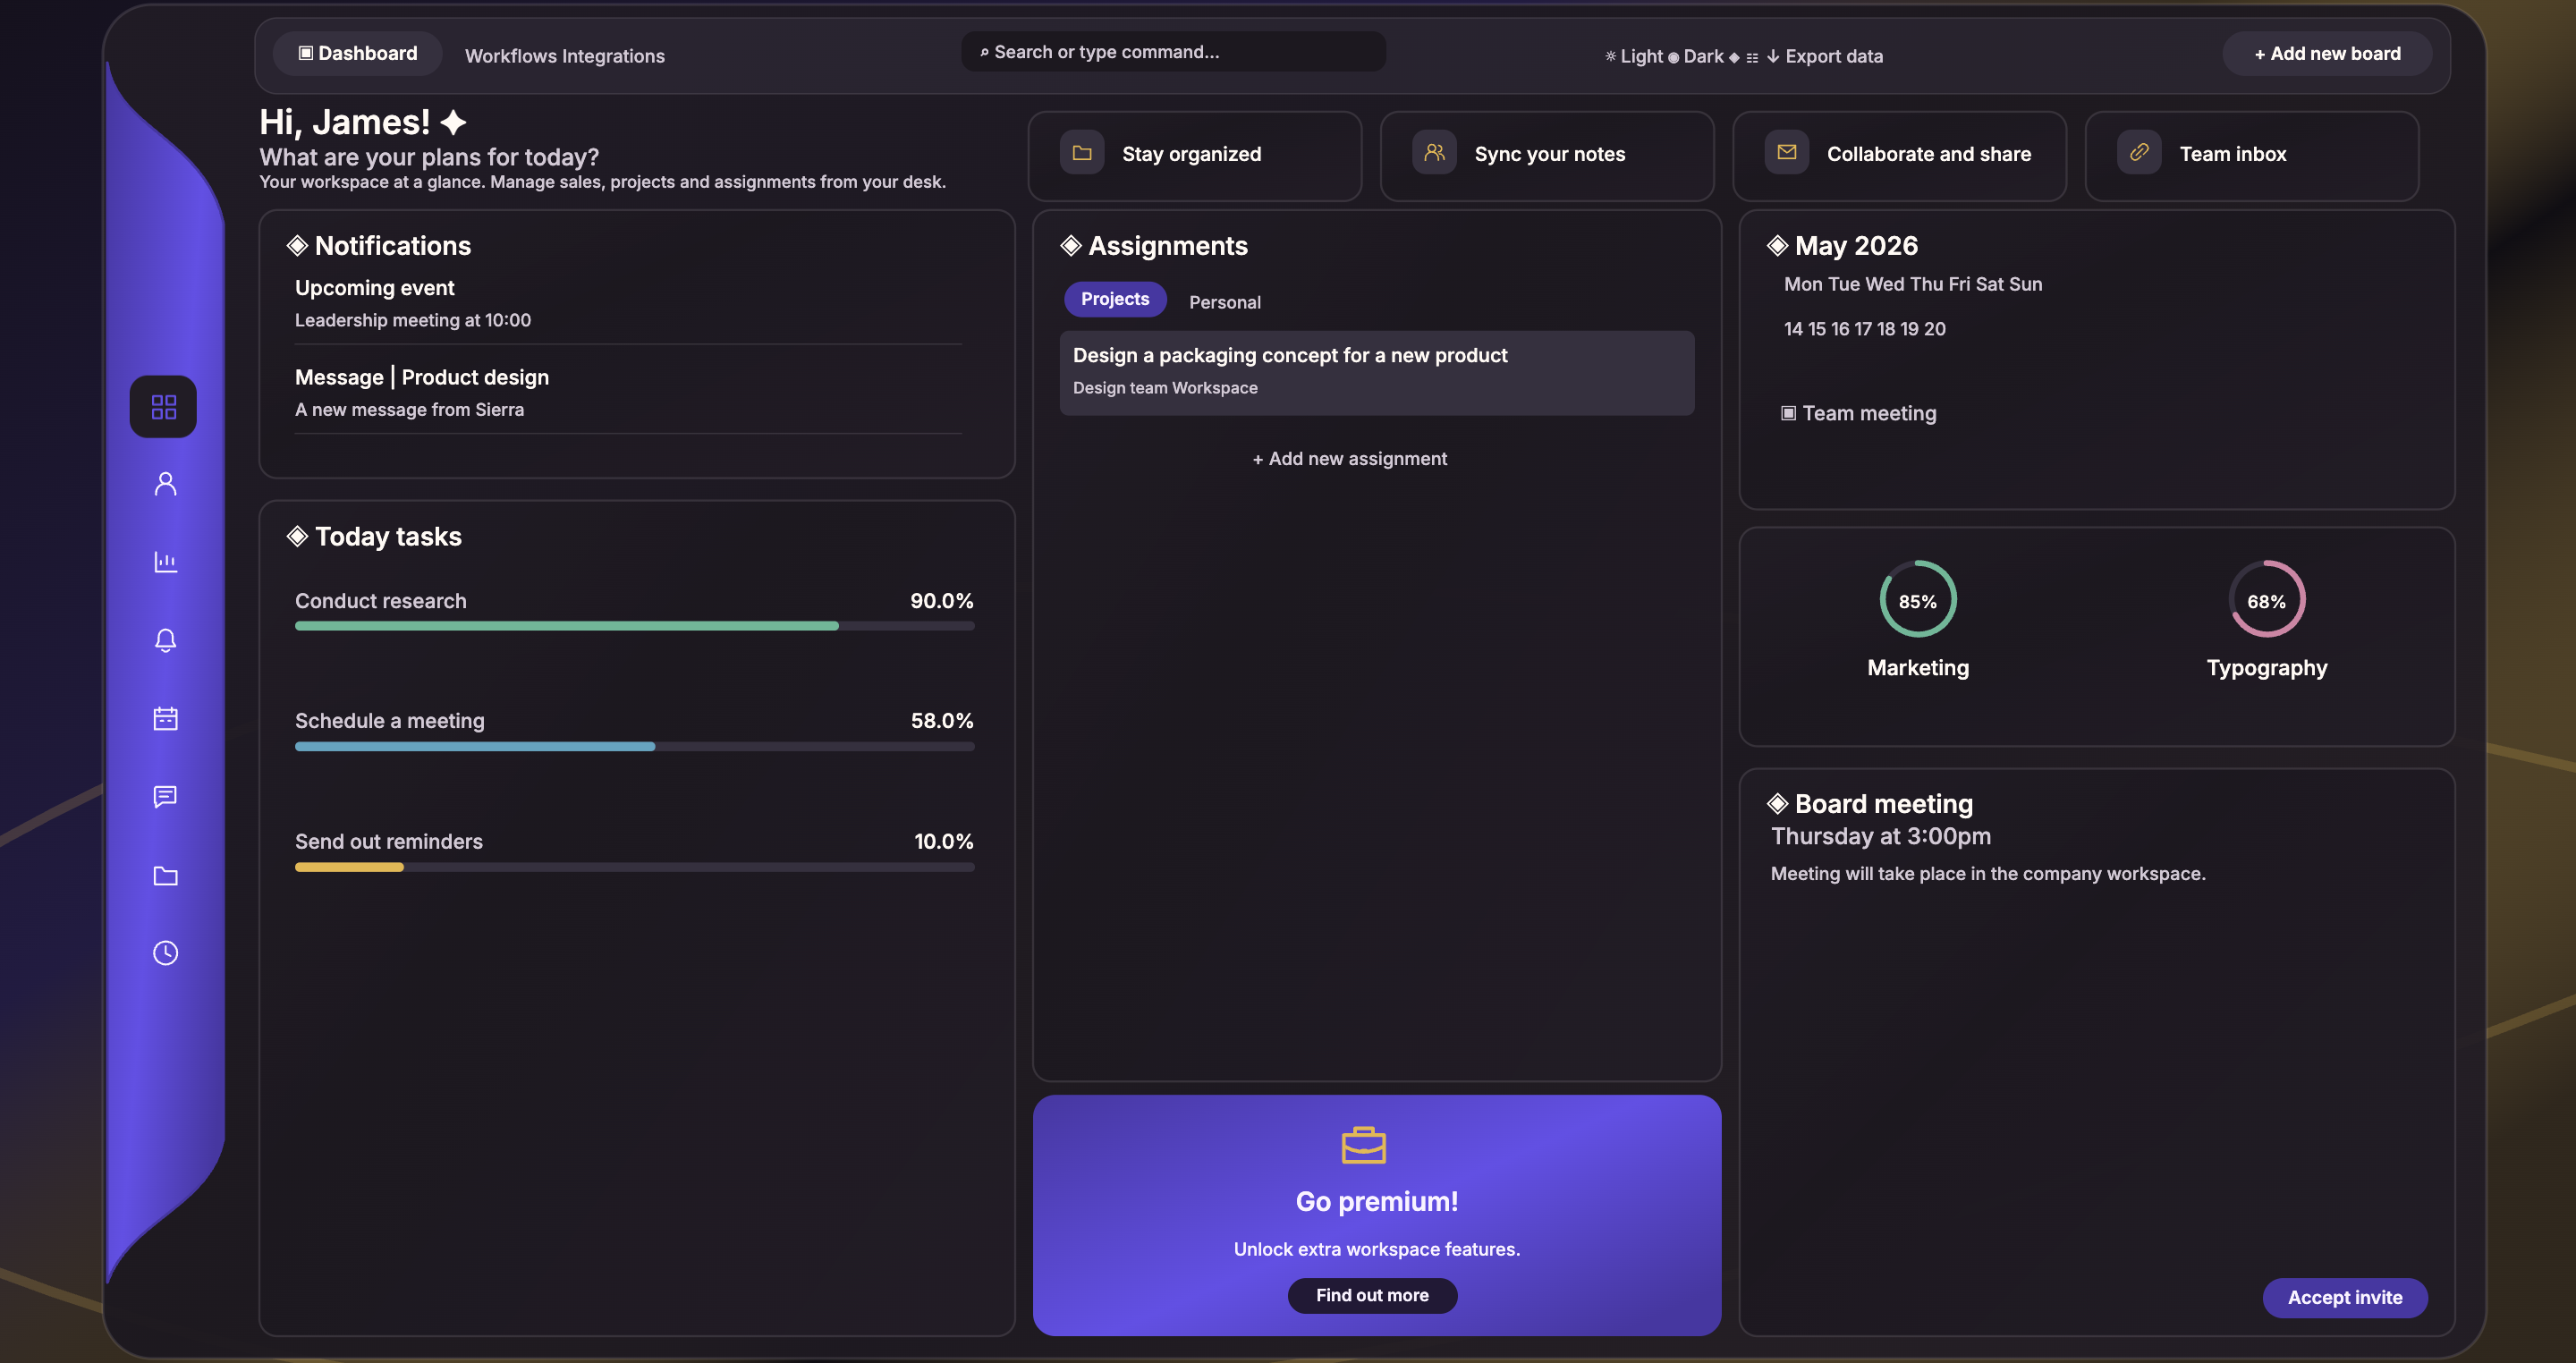 ▣ Dashboard
Workflows Integrations
⌕ Search or type command...
☼ Light ◉ Dark ◈ ☷ ↓ Export data
+ Add new board
Hi, James! ✦
What are your plans for today?
Your workspace at a glance. Manage sales, projects and assignments from your desk.
Stay organized
Sync your notes
Collaborate and share
Team inbox
◈ Notifications
Upcoming event
Leadership meeting at 10:00
Message | Product design
A new message from Sierra
◈ Today tasks
Conduct research
90.0%
Schedule a meeting
58.0%
Send out reminders
10.0%
◈ Assignments
Projects
Personal
Design a packaging concept for a new product
Design team Workspace
+ Add new assignment
Go premium!
Unlock extra workspace features.
Find out more
◈ May 2026
Mon Tue Wed Thu Fri Sat Sun
14 15 16 17 18 19 20
▣ Team meeting
85%
Marketing
68%
Typography
◈ Board meeting
Thursday at 3:00pm
Meeting will take place in the company workspace.
Accept invite